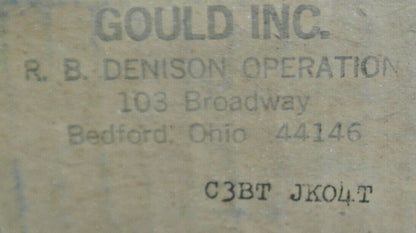 GOULD INC.
R. B. DENISON OPERATION
103 Broadway
Bedford, Ohio 44146
C3BT JK04T